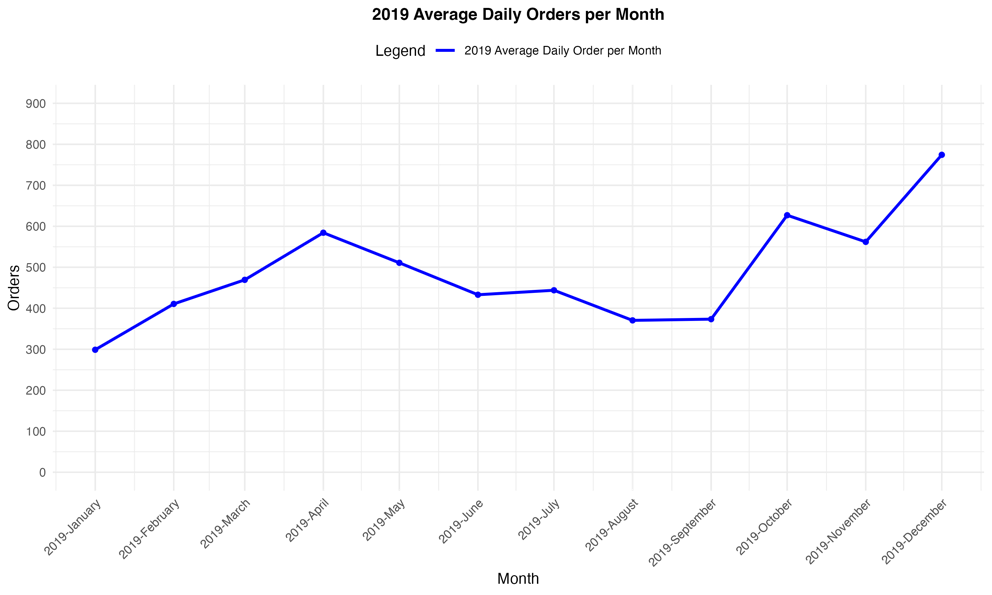 2019 Average Daily Orders per Month
Legend 2019 Average Daily Order per Month
Orders
900
800
700
600
500
400
300
200
100
0
2019-January
2019-February
2019-March
2019-April
2019-May
2019-June
2019-July
2019-August
2019-September
2019-October
2019-November
2019-December
Month